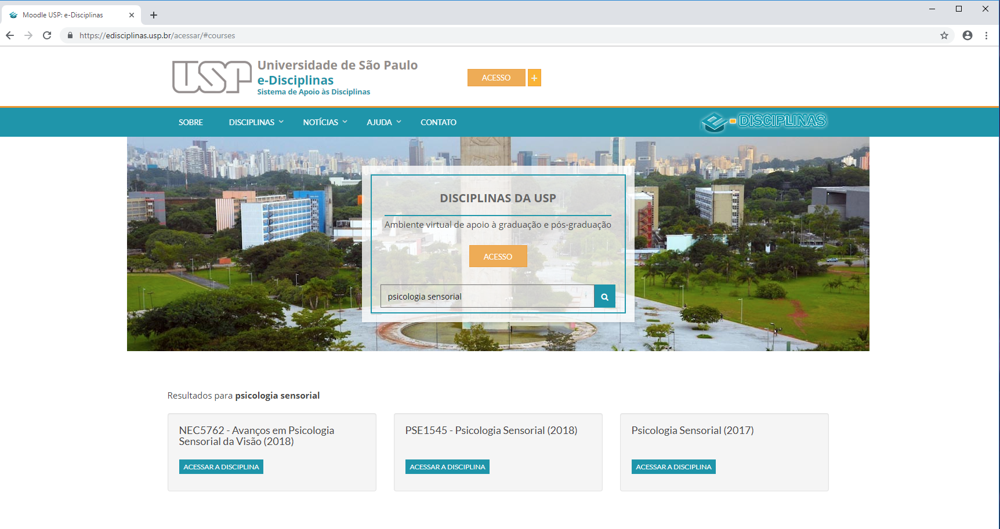 Moodle USP: e-Disciplinas
https://edisciplinas.usp.br/acessar/#courses
USP
Universidade de São Paulo
e-Disciplinas
Sistema de Apoio às Disciplinas
ACESSO +
SOBRE DISCIPLINAS NOTÍCIAS AJUDA CONTATO
e-DISCIPLINAS
DISCIPLINAS DA USP
Ambiente virtual de apoio à graduação e pós-graduação
ACESSO
psicologia sensorial
Resultados para psicologia sensorial
NEC5762 - Avanços em Psicologia
Sensorial da Visão (2018)
ACESSAR A DISCIPLINA
PSE1545 - Psicologia Sensorial (2018)
ACESSAR A DISCIPLINA
Psicologia Sensorial (2017)
ACESSAR A DISCIPLINA